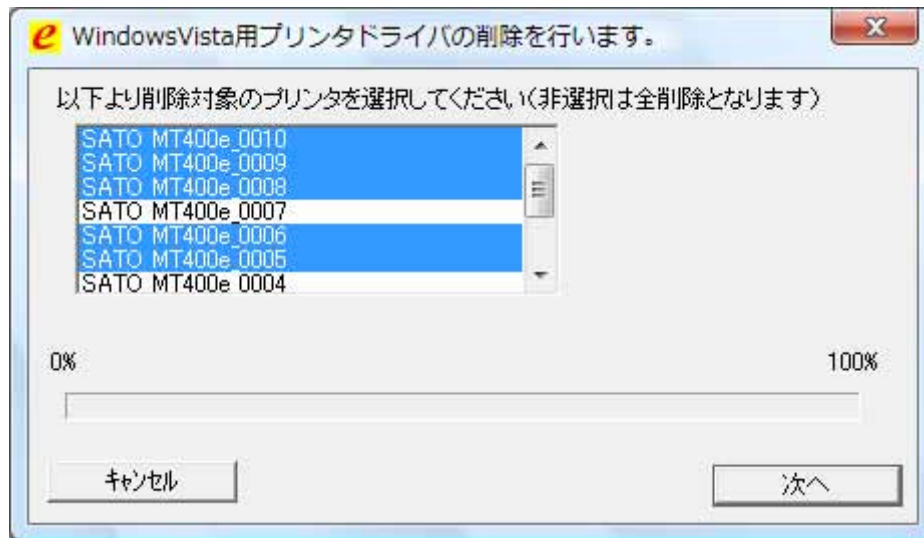 e WindowsVista用プリンタドライバの削除を行います。
以下より削除対象のプリンタを選択してください(非選択は全削除となります)
SATO MT400e_0010
SATO MT400e_0009
SATO MT400e_0008
SATO MT400e_0007
SATO MT400e_0006
SATO MT400e_0005
SATO MT400e_0004
0% 100%
キャンセル 次へ